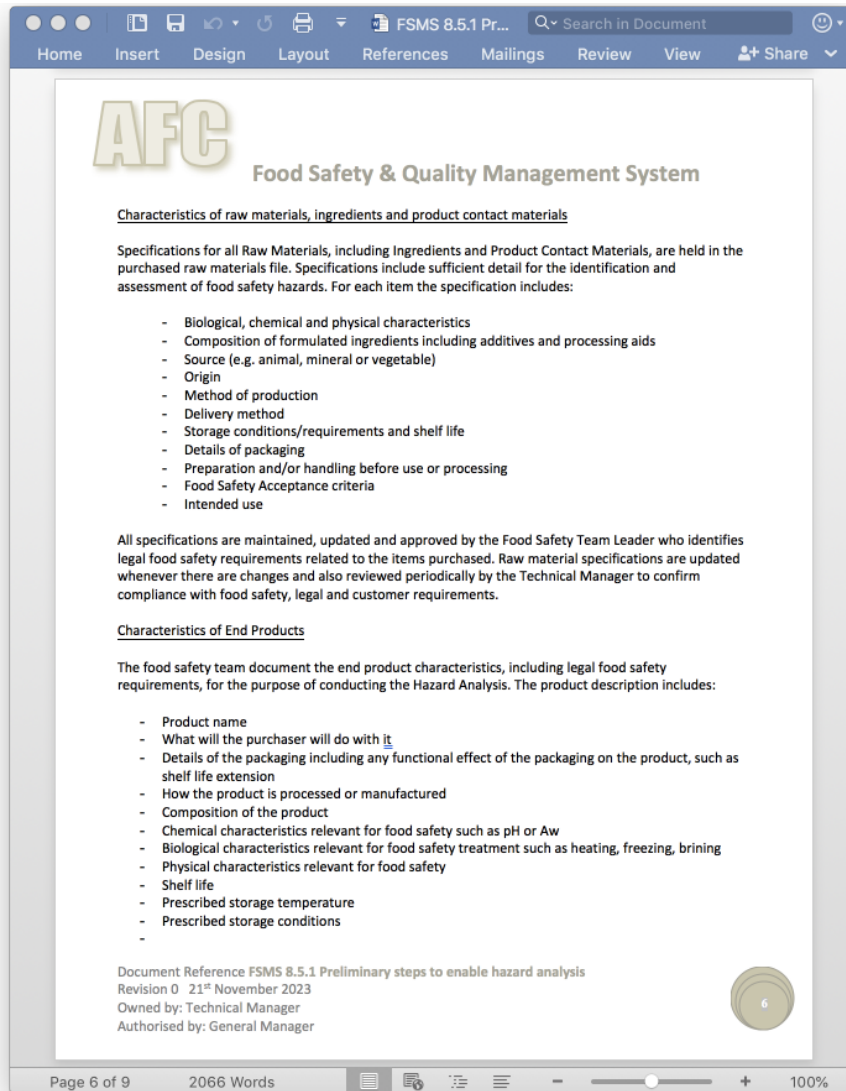 FSMS 8.5.1 Pr...
Search in Document
Home Insert Design Layout References Mailings Review View Share
AFC
Food Safety & Quality Management System
Characteristics of raw materials, ingredients and product contact materials
Specifications for all Raw Materials, including Ingredients and Product Contact Materials, are held in the
purchased raw materials file. Specifications include sufficient detail for the identification and
assessment of food safety hazards. For each item the specification includes:
- Biological, chemical and physical characteristics
- Composition of formulated ingredients including additives and processing aids
- Source (e.g. animal, mineral or vegetable)
- Origin
- Method of production
- Delivery method
- Storage conditions/requirements and shelf life
- Details of packaging
- Preparation and/or handling before use or processing
- Food Safety Acceptance criteria
- Intended use
All specifications are maintained, updated and approved by the Food Safety Team Leader who identifies
legal food safety requirements related to the items purchased. Raw material specifications are updated
whenever there are changes and also reviewed periodically by the Technical Manager to confirm
compliance with food safety, legal and customer requirements.
Characteristics of End Products
The food safety team document the end product characteristics, including legal food safety
requirements, for the purpose of conducting the Hazard Analysis. The product description includes:
- Product name
- What will the purchaser will do with it
- Details of the packaging including any functional effect of the packaging on the product, such as
shelf life extension
- How the product is processed or manufactured
- Composition of the product
- Chemical characteristics relevant for food safety such as pH or Aw
- Biological characteristics relevant for food safety treatment such as heating, freezing, brining
- Physical characteristics relevant for food safety
- Shelf life
- Prescribed storage temperature
- Prescribed storage conditions
-
Document Reference FSMS 8.5.1 Preliminary steps to enable hazard analysis
Revision 0 21st November 2023
Owned by: Technical Manager
Authorised by: General Manager
6
Page 6 of 9 2066 Words 100%